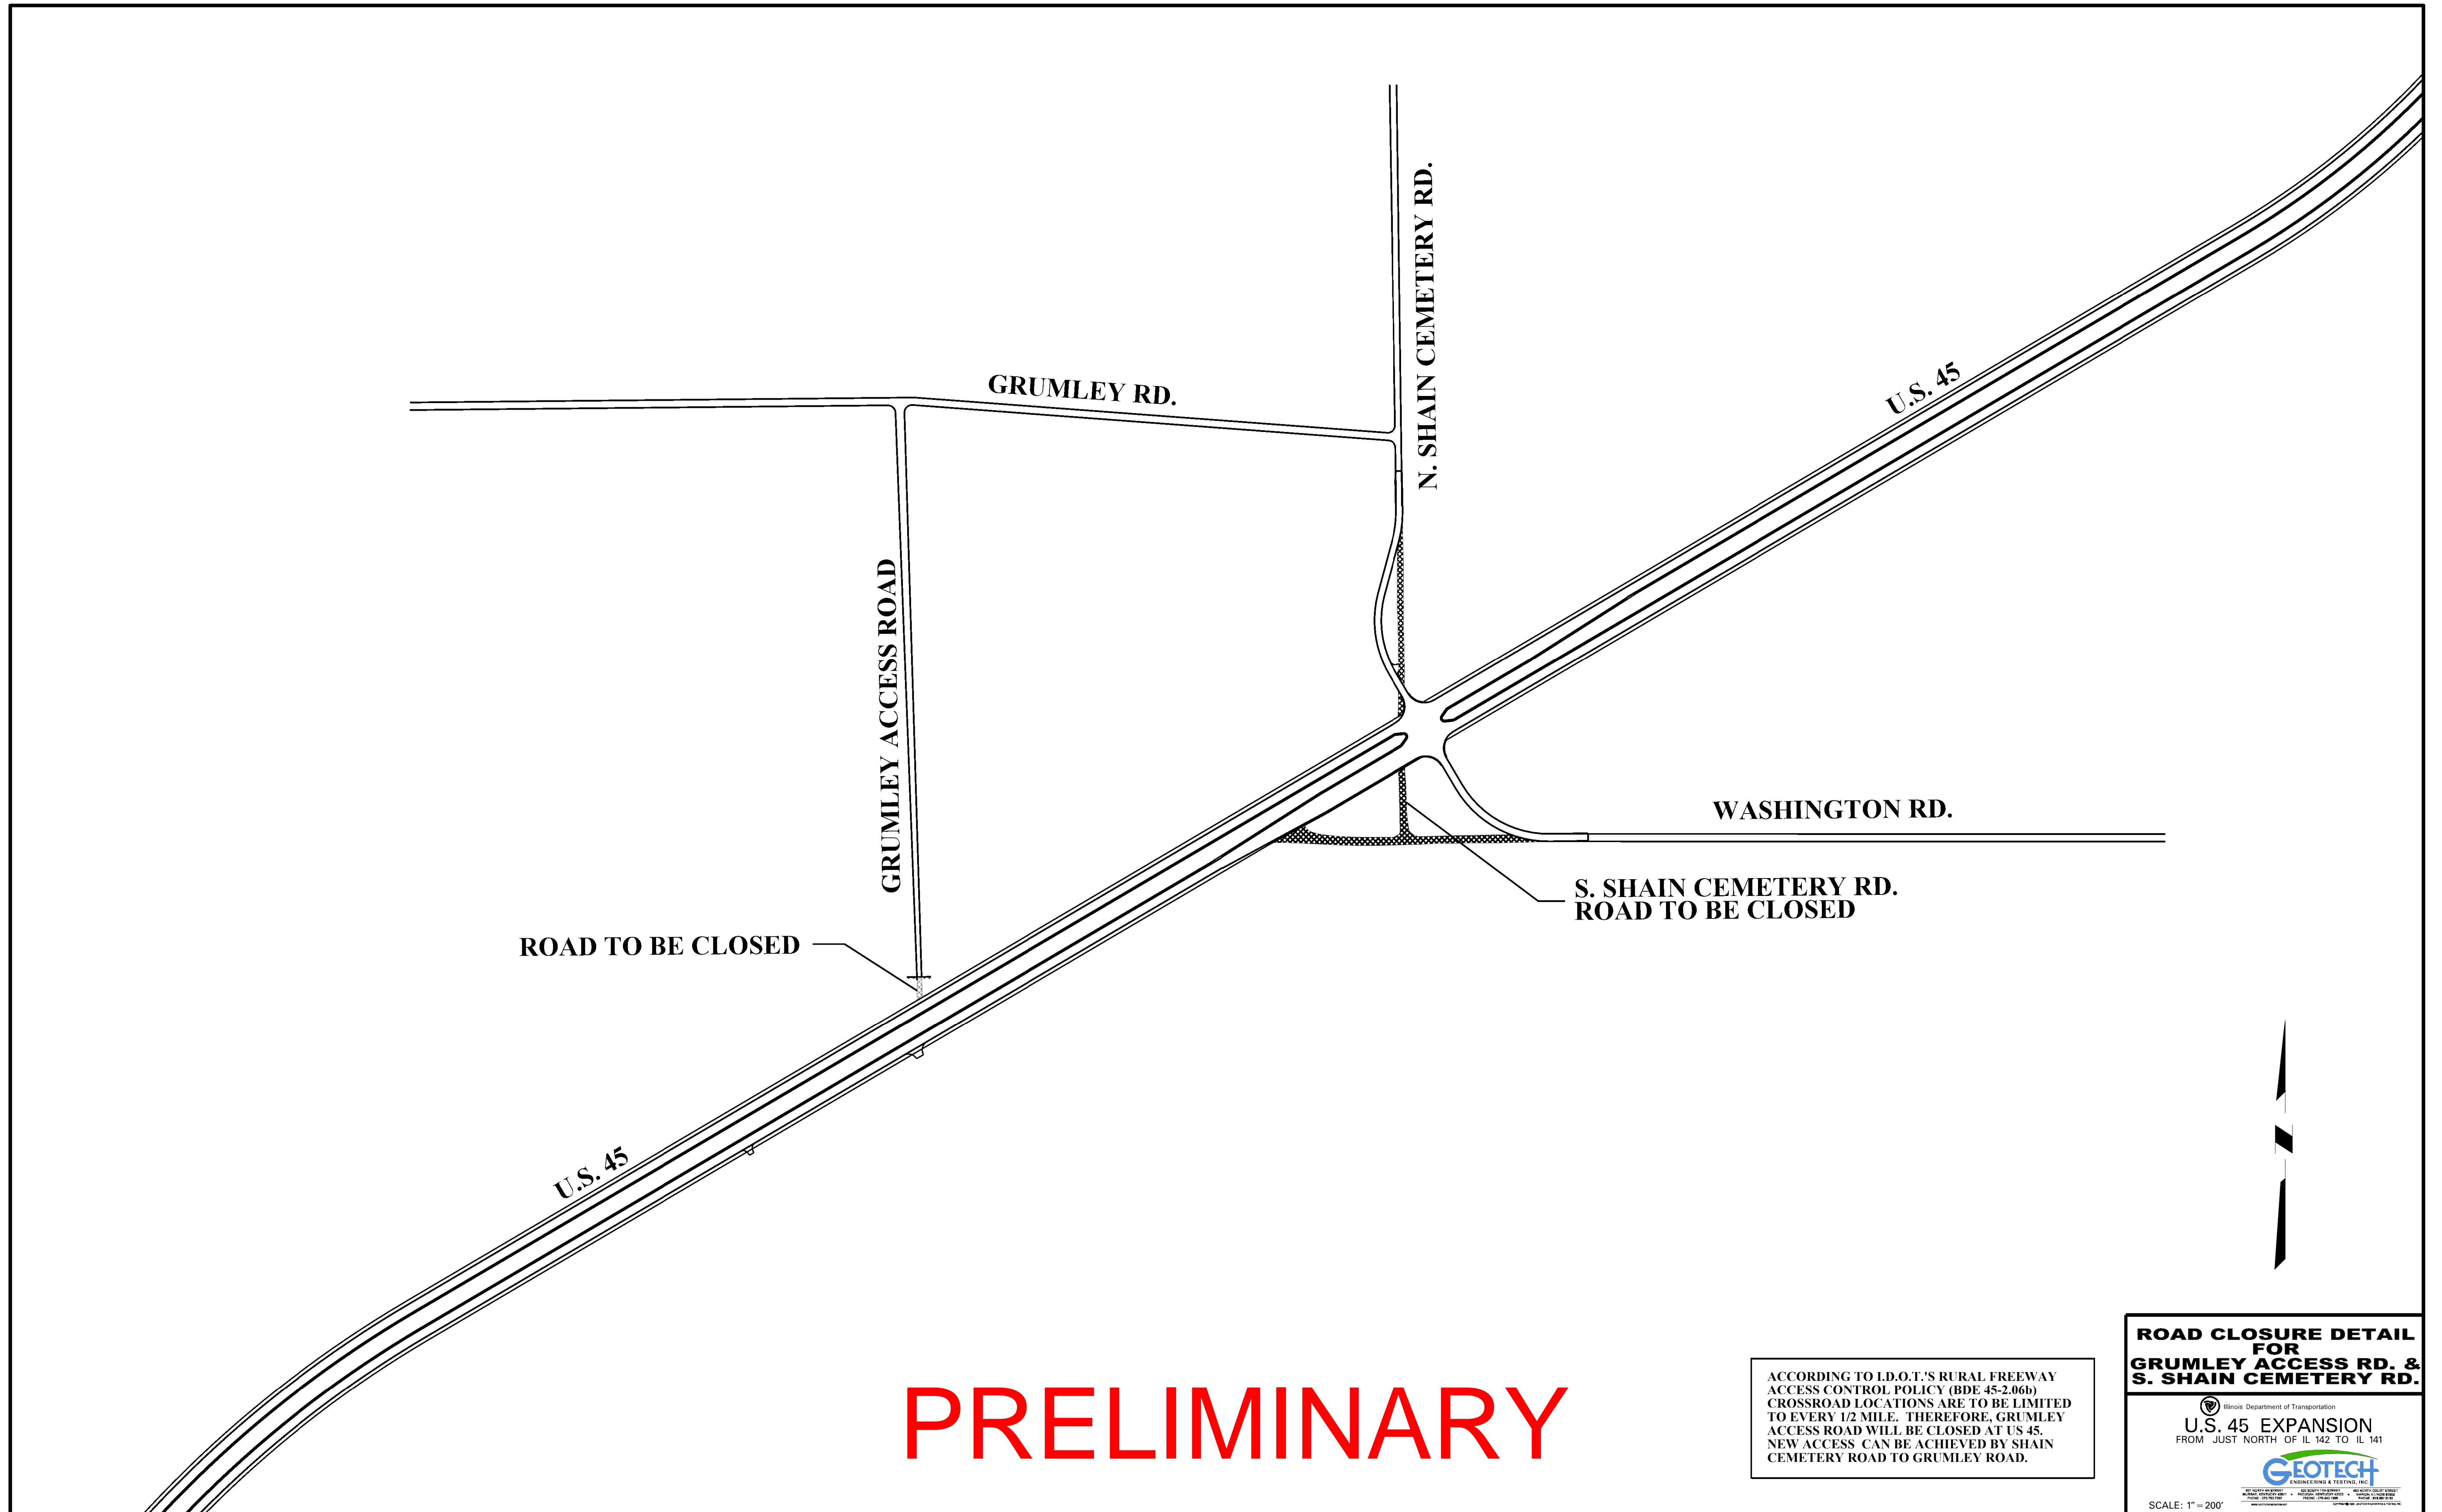 N. SHAIN CEMETERY RD.
GRUMLEY RD.
U.S. 45
GRUMLEY ACCESS ROAD
WASHINGTON RD.
S. SHAIN CEMETERY RD.
ROAD TO BE CLOSED
ROAD TO BE CLOSED
U.S. 45
N
PRELIMINARY
ACCORDING TO I.D.O.T.'S RURAL FREEWAY
ACCESS CONTROL POLICY (BDE 45-2.06b)
CROSSROAD LOCATIONS ARE TO BE LIMITED
TO EVERY 1/2 MILE. THEREFORE, GRUMLEY
ACCESS ROAD WILL BE CLOSED AT US 45.
NEW ACCESS CAN BE ACHIEVED BY SHAIN
CEMETERY ROAD TO GRUMLEY ROAD.
ROAD CLOSURE DETAIL
FOR
GRUMLEY ACCESS RD. &
S. SHAIN CEMETERY RD.
Illinois Department of Transportation
U.S. 45 EXPANSION
FROM JUST NORTH OF IL 142 TO IL 141
GEOTECH
ENGINEERING & TESTING, INC.
SCALE: 1" = 200'